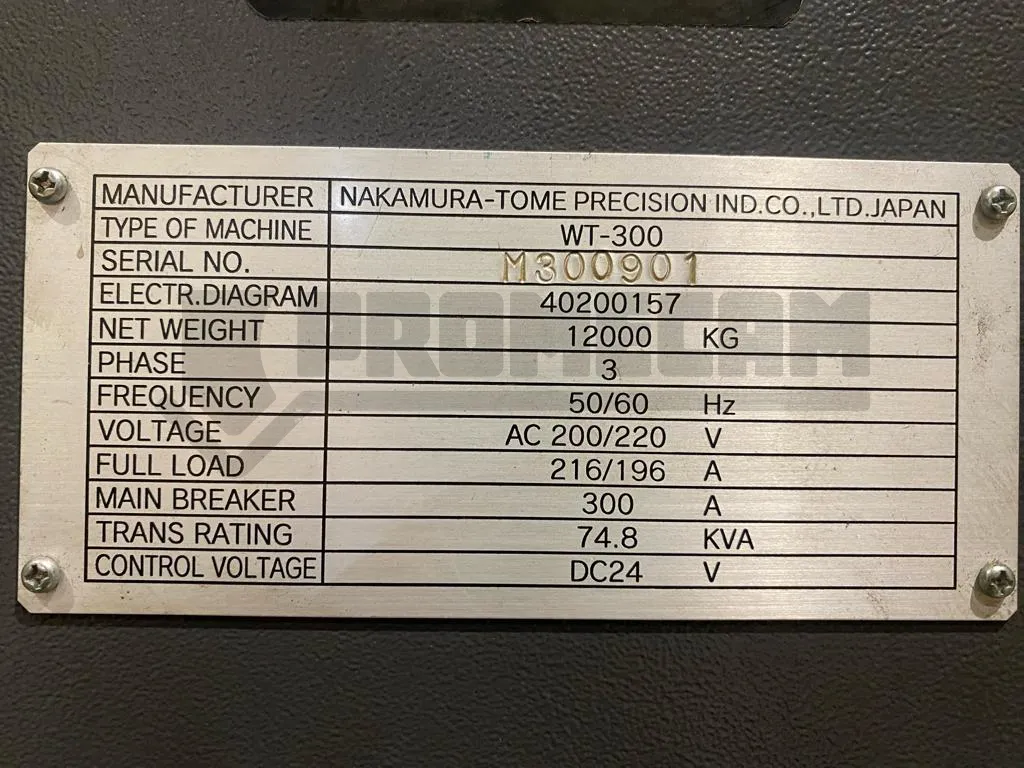 MANUFACTURER NAKAMURA-TOME PRECISION IND.CO.,LTD.JAPAN
TYPE OF MACHINE WT-300
SERIAL NO. M300901
ELECTR.DIAGRAM 40200157
NET WEIGHT 12000 KG
PHASE 3
FREQUENCY 50/60 Hz
VOLTAGE AC 200/220 V
FULL LOAD 216/196 A
MAIN BREAKER 300 A
TRANS RATING 74.8 KVA
CONTROL VOLTAGE DC24 V